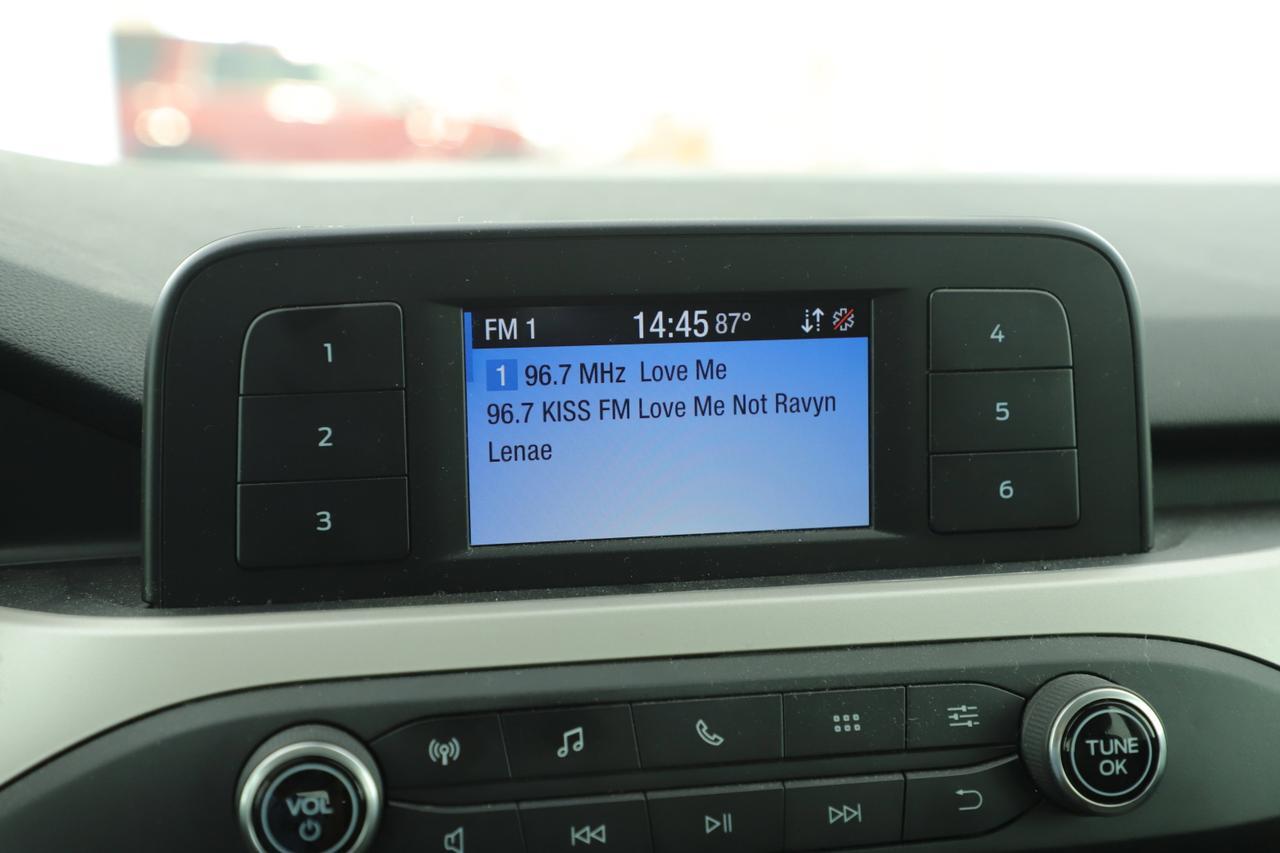 FM 1 14:45 87°
1 96.7 MHz Love Me
96.7 KISS FM Love Me Not Ravyn
Lenae
1
2
3
4
5
6
VOL
TUNE
OK